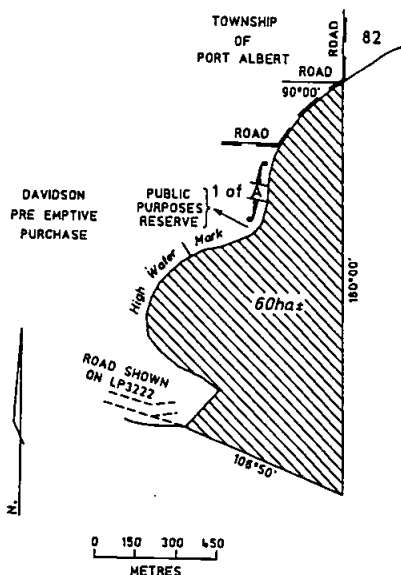 TOWNSHIP
OF
PORT ALBERT
ROAD
82
ROAD
90°00'
ROAD
PUBLIC
PURPOSES
RESERVE
1 of A
DAVIDSON
PRE EMPTIVE
PURCHASE
High Water Mark
60ha±
180°00'
ROAD SHOWN
ON LP3222
106°50'
N.
0 150 300 450
METRES